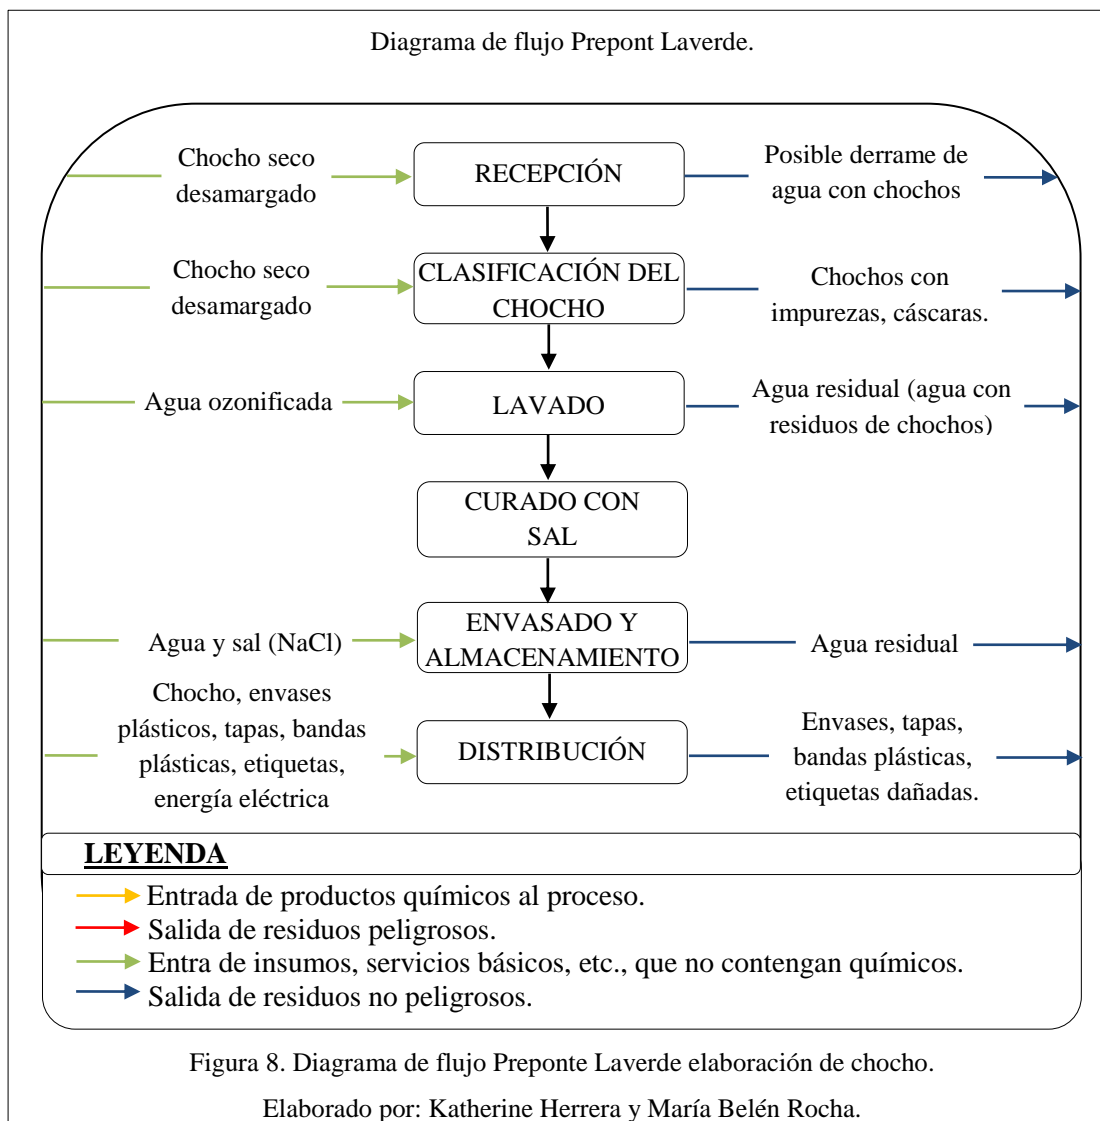 Diagrama de flujo Prepont Laverde.
Chocho seco
desamargado
RECEPCIÓN
Posible derrame de
agua con chochos
Chocho seco
desamargado
CLASIFICACIÓN DEL
CHOCHO
Chochos con
impurezas, cáscaras.
Agua ozonificada
LAVADO
Agua residual (agua con
residuos de chochos)
CURADO CON
SAL
Agua y sal (NaCl)
ENVASADO Y
ALMACENAMIENTO
Agua residual
Chocho, envases
plásticos, tapas, bandas
plásticas, etiquetas,
energía eléctrica
DISTRIBUCIÓN
Envases, tapas,
bandas plásticas,
etiquetas dañadas.
LEYENDA
Entrada de productos químicos al proceso.
Salida de residuos peligrosos.
Entra de insumos, servicios básicos, etc., que no contengan químicos.
Salida de residuos no peligrosos.
Figura 8. Diagrama de flujo Preponte Laverde elaboración de chocho.
Elaborado por: Katherine Herrera y María Belén Rocha.